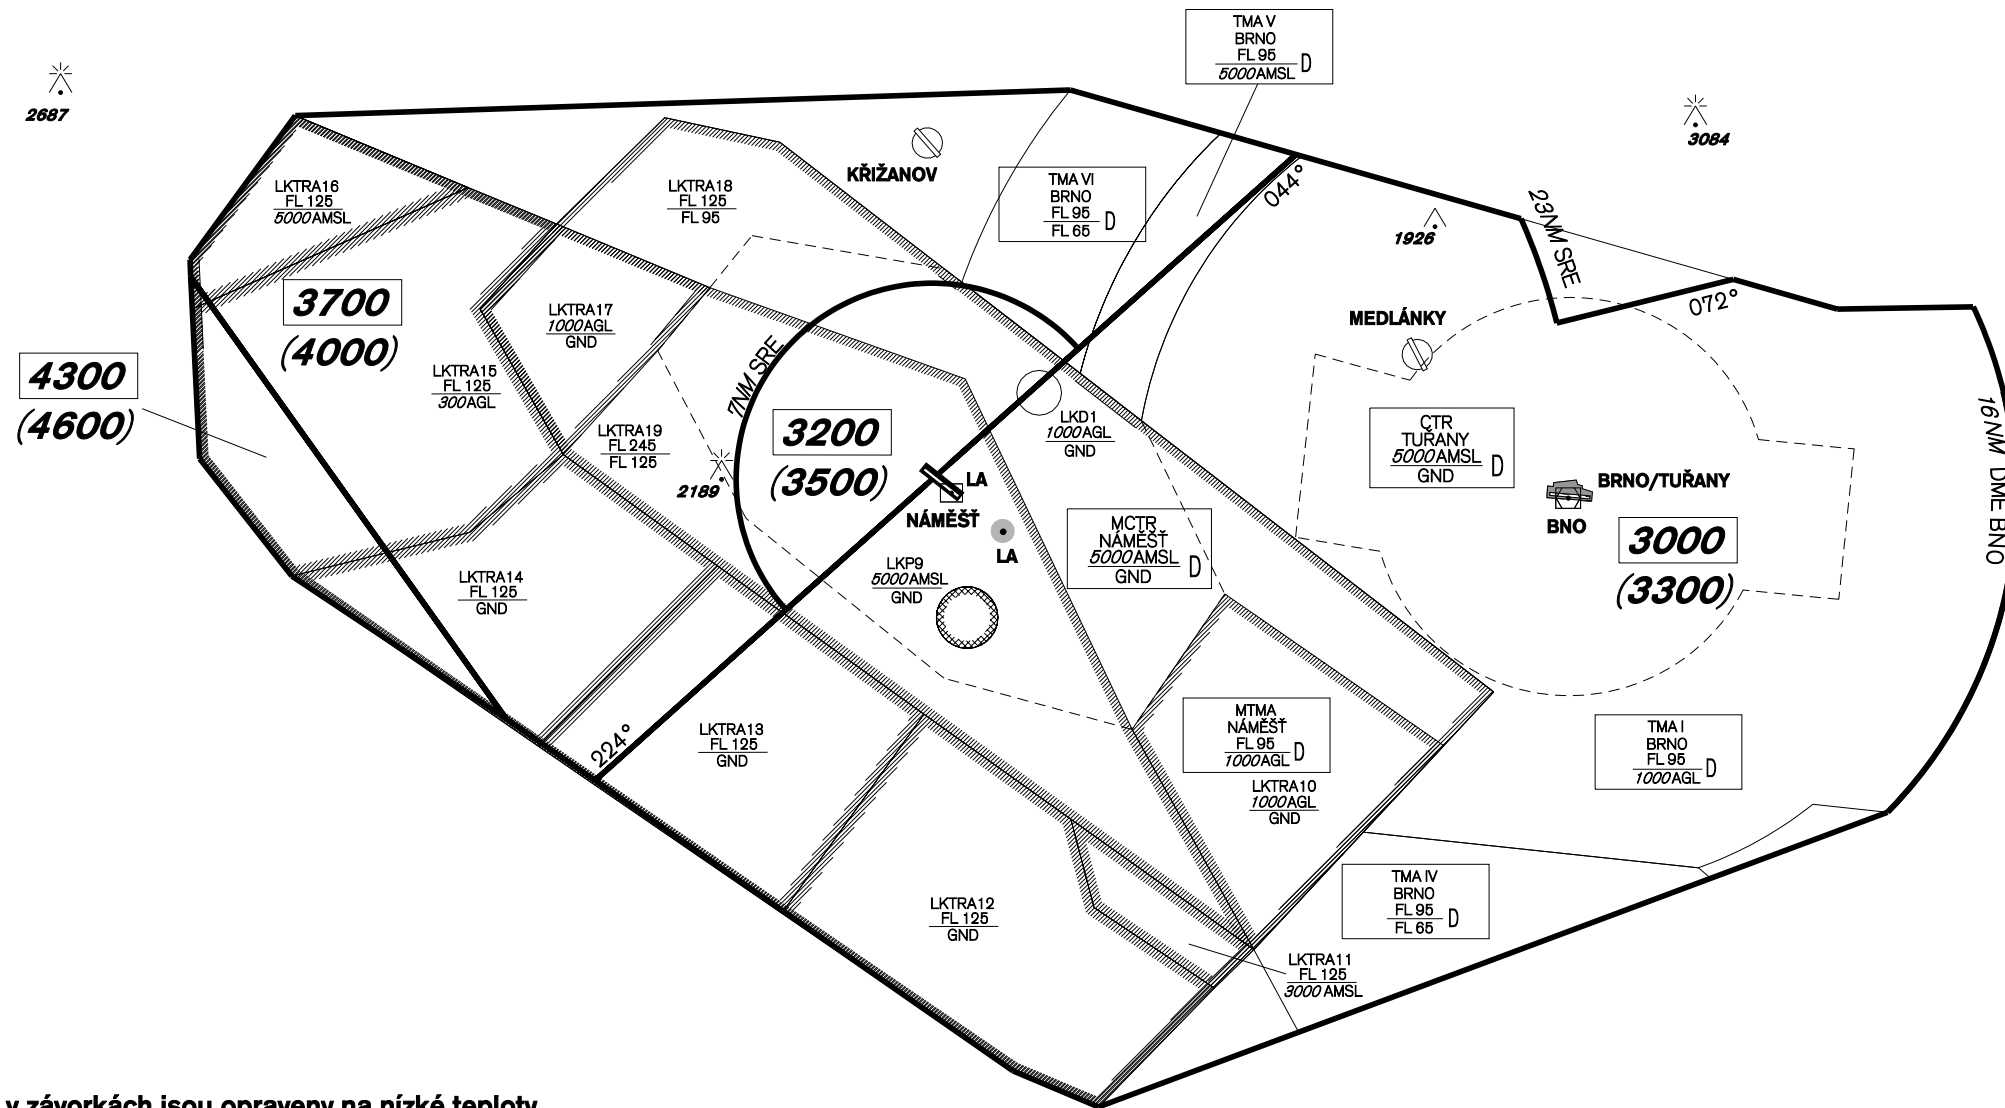 TMA V
BRNO
FL 95
5000AMSL D
2687
3084
KŘIŽANOV
LKTRA16
FL 125
5000AMSL
LKTRA18
FL 125
FL 95
TMA VI
BRNO
FL 95
FL 65 D
044°
23NM SRE
1926
3700
(4000)
LKTRA17
1000AGL
GND
072°
MEDLÁNKY
4300
(4600)
LKTRA15
FL 125
300AGL
7NM SRE
16NM DME BNO
LKTRA19
FL 245
FL 125
3200
(3500)
LKD1
1000AGL
GND
CTR
TUŘANY
5000AMSL
GND D
2189
LA
NÁMĚŠŤ
LA
BRNO/TUŘANY
BNO
3000
(3300)
MCTR
NÁMĚŠŤ
5000AMSL
GND D
LKP9
5000AMSL
GND
LKTRA14
FL 125
GND
224°
LKTRA13
FL 125
GND
MTMA
NÁMĚŠŤ
FL 95
1000AGL D
LKTRA10
1000AGL
GND
TMA I
BRNO
FL 95
1000AGL D
LKTRA12
FL 125
GND
TMA IV
BRNO
FL 95
FL 65 D
LKTRA11
FL 125
3000 AMSL
v závorkách jsou opraveny na nízké teploty